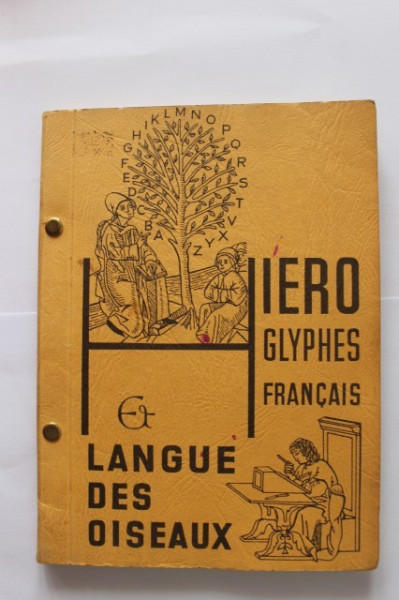 A B C D E F G H I K L M N O P Q R S T V X Y Z
HIERO
GLYPHES
FRANÇAIS
Et
LANGUE
DES
OISEAUX